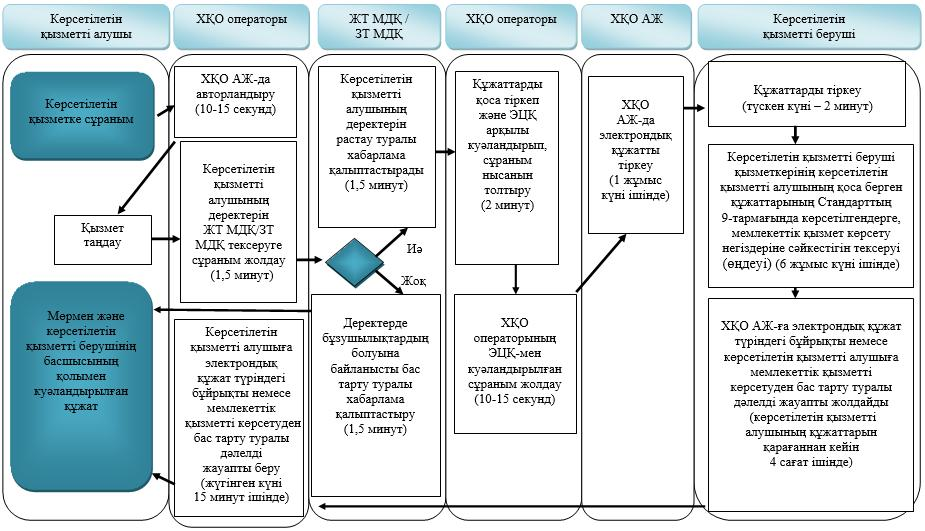 Көрсетілетін
қызметті алушы
ХҚО операторы
ЖТ МДҚ /
ЗТ МДҚ
ХҚО операторы
ХҚО АЖ
Көрсетілетін
қызметті беруші
Көрсетілетін
қызметке сұраным
Қызмет
таңдау
Мөрмен және
көрсетілетін
қызметті берушінің
басшысының
қолымен
куәландырылған
құжат
ХҚО АЖ-да
авторландыру
(10-15 секунд)
Көрсетілетін
қызметті
алушының
деректерін
ЖТ МДҚ/ЗТ
МДҚ тексеруге
сұраным жолдау
(1,5 минут)
Көрсетілетін
қызметті
алушыға
электрондық
құжат түріндегі
бұйрықты немесе
мемлекеттік
қызметті көрсетуден
бас тарту туралы
дәлелді
жауапты беру
(жүгінген күні
15 минут ішінде)
Көрсетілетін
қызметті
алушының
деректерін
растау туралы
хабарлама
қалыптастырады
(1,5 минут)
Иә
Жоқ
Деректерде
бұзушылықтардың
болуына
байланысты бас
тарту туралы
хабарлама
қалыптастыру
(1,5 минут)
Құжаттарды
қоса тіркеп
және ЭЦҚ
арқылы
куәландырып,
сұраным
нысанын
толтыру
(2 минут)
ХҚО
операторының
ЭЦҚ-мен
куәландырылған
сұраным жолдау
(10-15 секунд)
ХҚО
АЖ-да
электрондық
құжатты
тіркеу
(1 жұмыс
күні ішінде)
Құжаттарды тіркеу
(түскен күні – 2 минут)
Көрсетілетін қызметті беруші
қызметкерінің көрсетілетін
қызметті алушының қоса берген
құжаттарының Стандарттың
9-тармағында көрсетілгендерге,
мемлекеттік қызмет көрсету
негіздеріне сәйкестігін тексеруі
(өңдеуі) (6 жұмыс күні ішінде)
ХҚО АЖ-ға электрондық құжат
түріндегі бұйрықты немесе
көрсетілетін қызметті алушыға
мемлекеттік қызметті
көрсетуден бас тарту туралы
дәлелді жауапты жолдайды
(көрсетілетін қызметті
алушының құжаттарын
қарағаннан кейін
4 сағат ішінде)